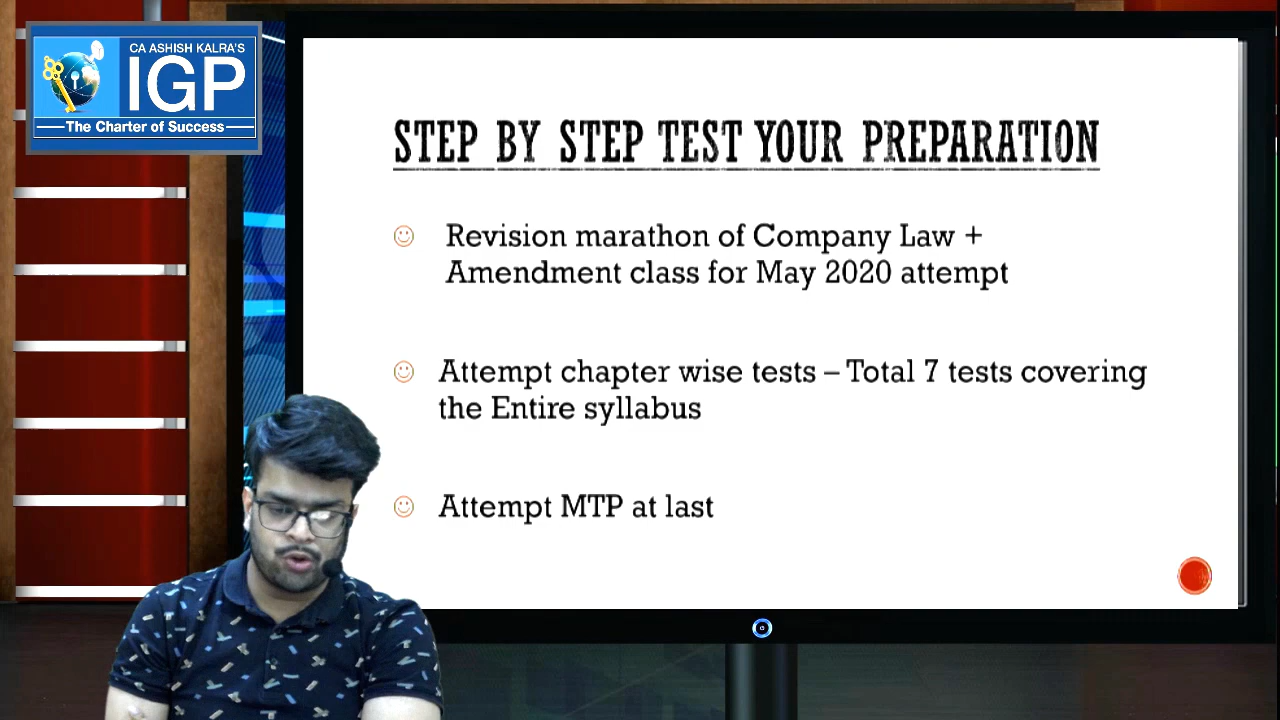 CA ASHISH KALRA'S
IGP
The Charter of Success
STEP BY STEP TEST YOUR PREPARATION
Revision marathon of Company Law +
Amendment class for May 2020 attempt
Attempt chapter wise tests – Total 7 tests covering
the Entire syllabus
Attempt MTP at last